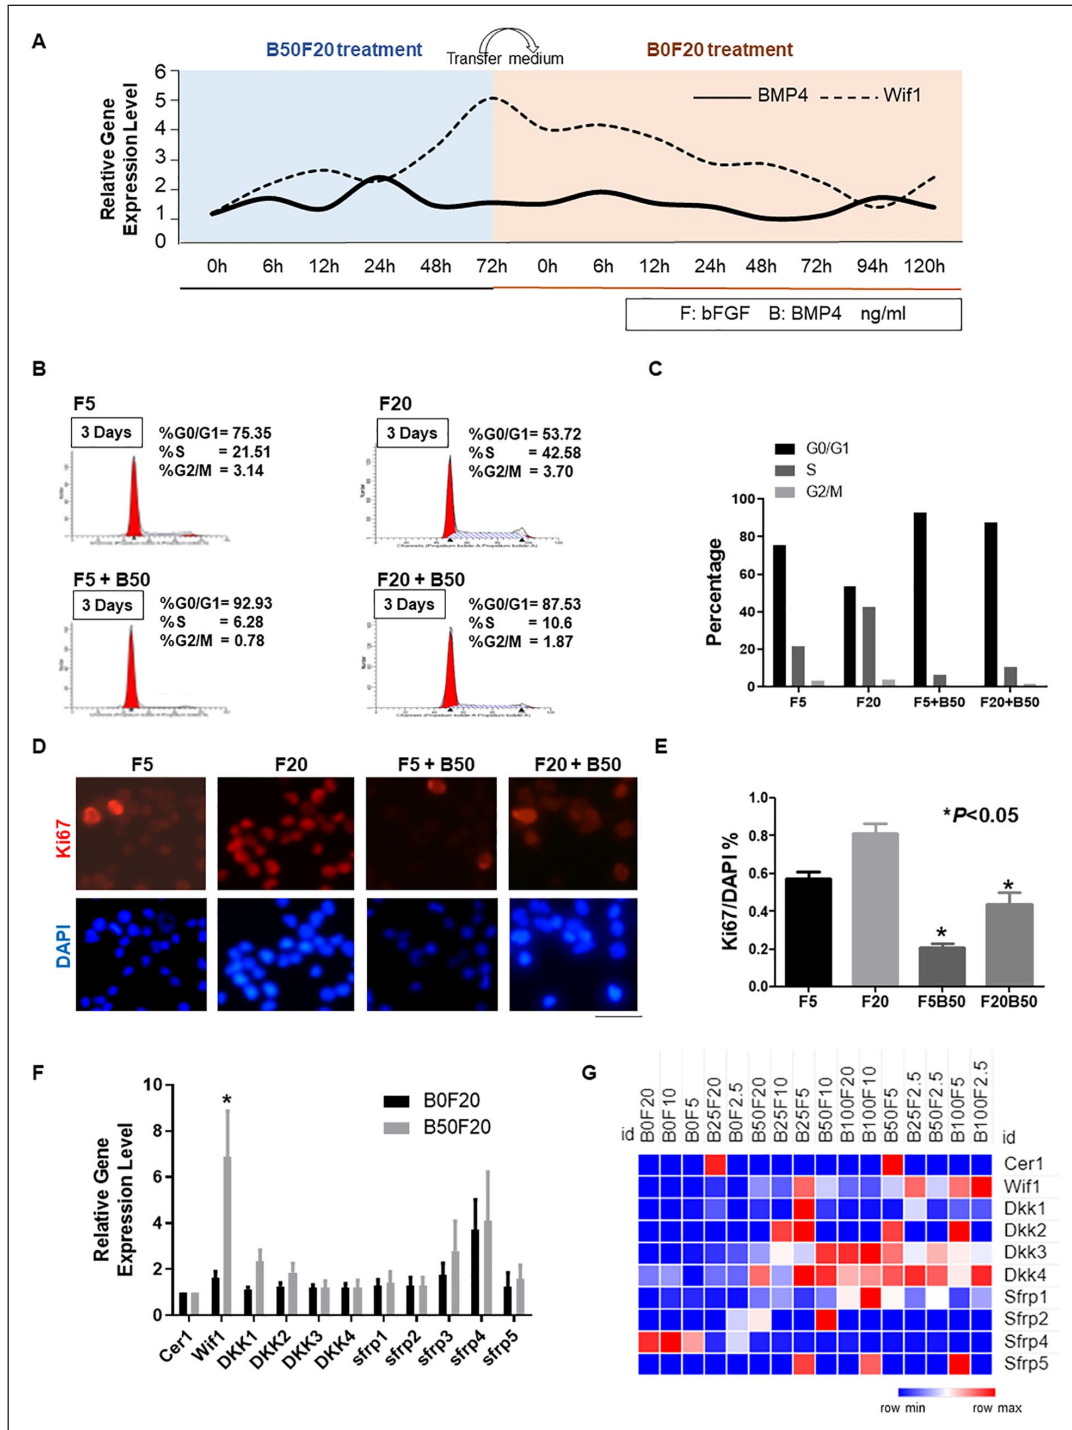 A
B50F20 treatment
Transfer medium
B0F20 treatment
Relative Gene
Expression Level
6
5
4
3
2
1
0
BMP4
Wif1
0h 6h 12h 24h 48h 72h 0h 6h 12h 24h 48h 72h 94h 120h
F: bFGF B: BMP4 ng/ml
B
F5
3 Days
%G0/G1= 75.35
%S = 21.51
%G2/M = 3.14
F20
3 Days
%G0/G1= 53.72
%S = 42.58
%G2/M = 3.70
Channels (Propidium Iodide-A-Propidium Iodide-A)
F5 + B50
3 Days
%G0/G1= 92.93
%S = 6.28
%G2/M = 0.78
F20 + B50
3 Days
%G0/G1= 87.53
%S = 10.6
%G2/M = 1.87
Channels (Propidium Iodide-A-Propidium Iodide-A)
C
G0/G1
S
G2/M
Percentage
100
80
60
40
20
0
F5 F20 F5+B50 F20+B50
D
F5 F20 F5 + B50 F20 + B50
Ki67
DAPI
E
Ki67/DAPI %
1.0
0.8
0.6
0.4
0.2
0.0
*P<0.05
*
*
F5 F20 F5B50 F20B50
F
Relative Gene
Expression Level
10
8
6
4
2
0
*
B0F20
B50F20
Cer1 Wif1 DKK1 DKK2 DKK3 DKK4 sfrp1 sfrp2 sfrp3 sfrp4 sfrp5
G
id B0F20 B0F10 B0F5 B25F20 B0F2.5 B50F20 B25F10 B25F5 B50F10 B100F20 B100F10 B50F5 B25F2.5 B50F2.5 B100F5 B100F2.5 id
Cer1
Wif1
Dkk1
Dkk2
Dkk3
Dkk4
Sfrp1
Sfrp2
Sfrp4
Sfrp5
row min row max